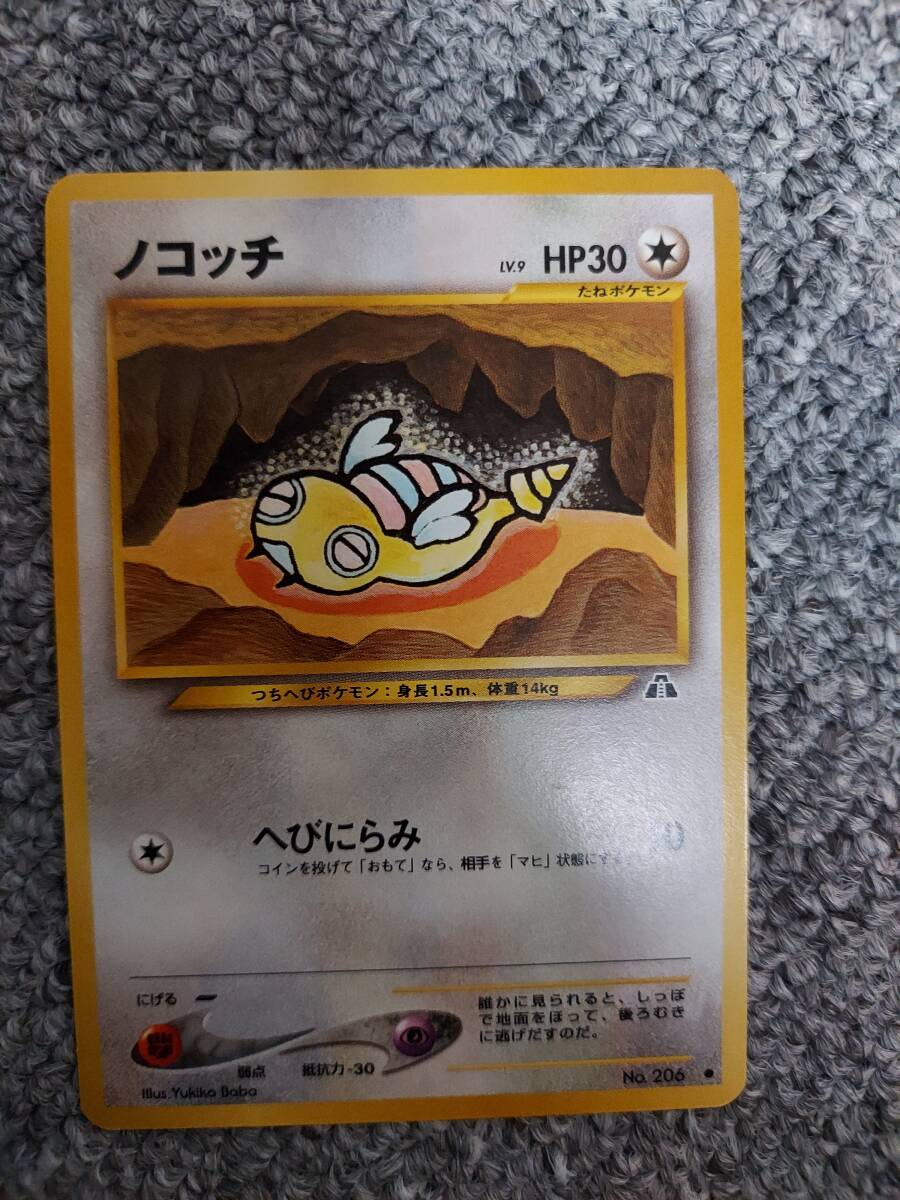 ノコッチ
LV.9 HP30
たねポケモン
つちへびポケモン：身長1.5m、体重14kg
へびにらみ
コインを投げて「おもて」なら、相手を「マヒ」状態にす
にげる
弱点
抵抗力 -30
誰かに見られると、しっぽ
で地面をほって、後ろむき
に逃げだすのだ。
Illus. Yukiko Baba
No. 206